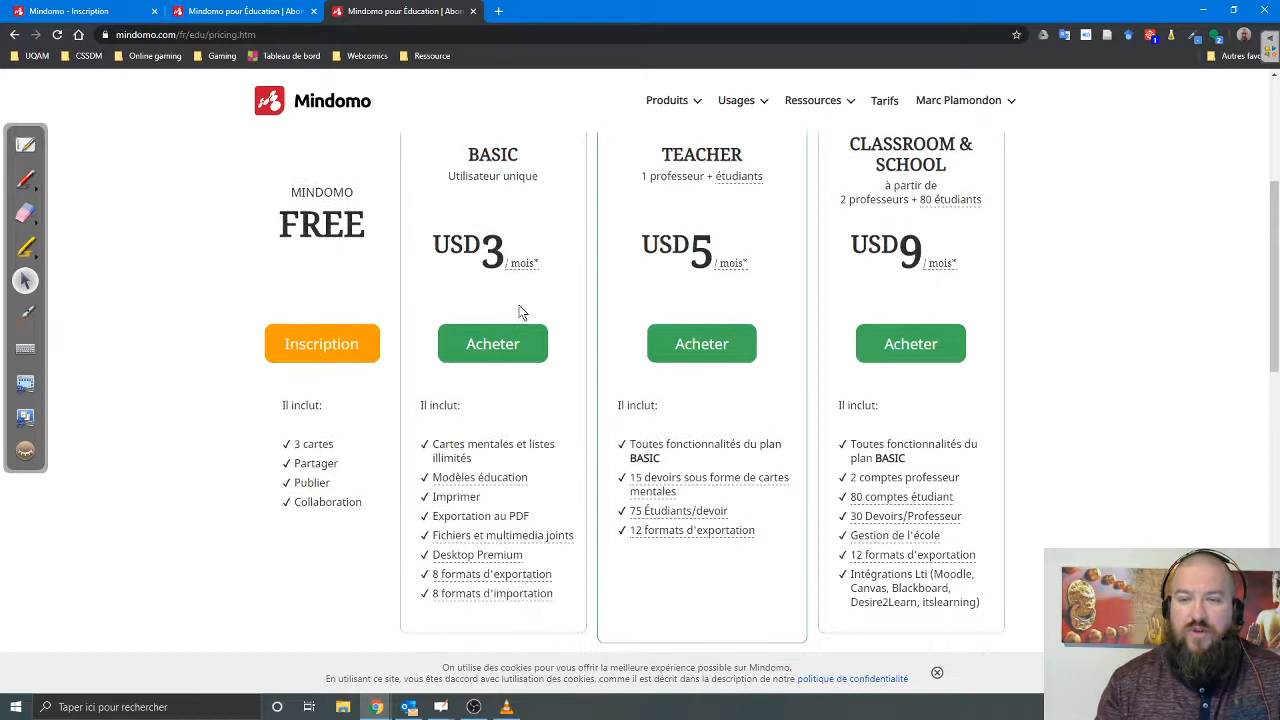 Mindomo - Inscription
Mindomo pour Éducation | Abon
Mindomo pour Éducation | Abon
mindomo.com/fr/edu/pricing.htm
UQAM
CSSDM
Online gaming
Gaming
Tableau de bord
Webcomics
Ressource
Autres favo
Mindomo
Produits
Usages
Ressources
Tarifs
Marc Plamondon
MINDOMO
FREE
Inscription
Il inclut:
✓ 3 cartes
✓ Partager
✓ Publier
✓ Collaboration
BASIC
Utilisateur unique
USD3/ mois*
Acheter
Il inclut:
✓ Cartes mentales et listes
illimités
✓ Modèles éducation
✓ Imprimer
✓ Exportation au PDF
✓ Fichiers et multimedia joints
✓ Desktop Premium
✓ 8 formats d'exportation
✓ 8 formats d'importation
TEACHER
1 professeur + étudiants
USD5/ mois*
Acheter
Il inclut:
✓ Toutes fonctionnalités du plan
BASIC
✓ 15 devoirs sous forme de cartes
mentales
✓ 75 Étudiants/devoir
✓ 12 formats d'exportation
CLASSROOM &
SCHOOL
à partir de
2 professeurs + 80 étudiants
USD9/ mois*
Acheter
Il inclut:
✓ Toutes fonctionnalités du
plan BASIC
✓ 2 comptes professeur
✓ 80 comptes étudiant
✓ 30 Devoirs/Professeur
✓ Gestion de l'école
✓ 12 formats d'exportation
✓ Intégrations Lti (Moodle,
Canvas, Blackboard,
Desire2Learn, itslearning)
On utilise des cookies pour vous offrir la meilleure expérience possible sur Mindomo.
En utilisant ce site, vous êtes daccord avec lutilisation des cookies, comme il est décrit dans la description de notre politique de confidentialité
Taper ici pour rechercher